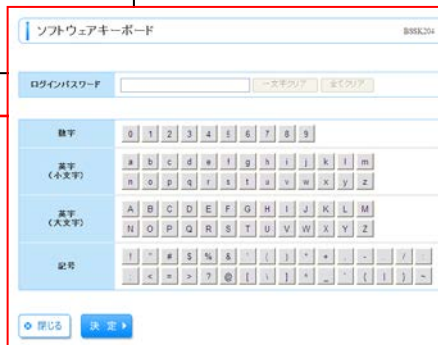 ソフトウェアキーボード BSSK204
ログインパスワード 一文字クリア 全てクリア
数字 0 1 2 3 4 5 6 7 8 9
英字
(小文字)
a b c d e f g h i j k l m
n o p q r s t u v w x y z
英字
(大文字)
A B C D E F G H I J K L M
N O P Q R S T U V W X Y Z
記号
! " # $ % & ' ( ) * + , - . / :
; < = > ? @ [ \ ] ^ _ ` { | } ~
閉じる 決定